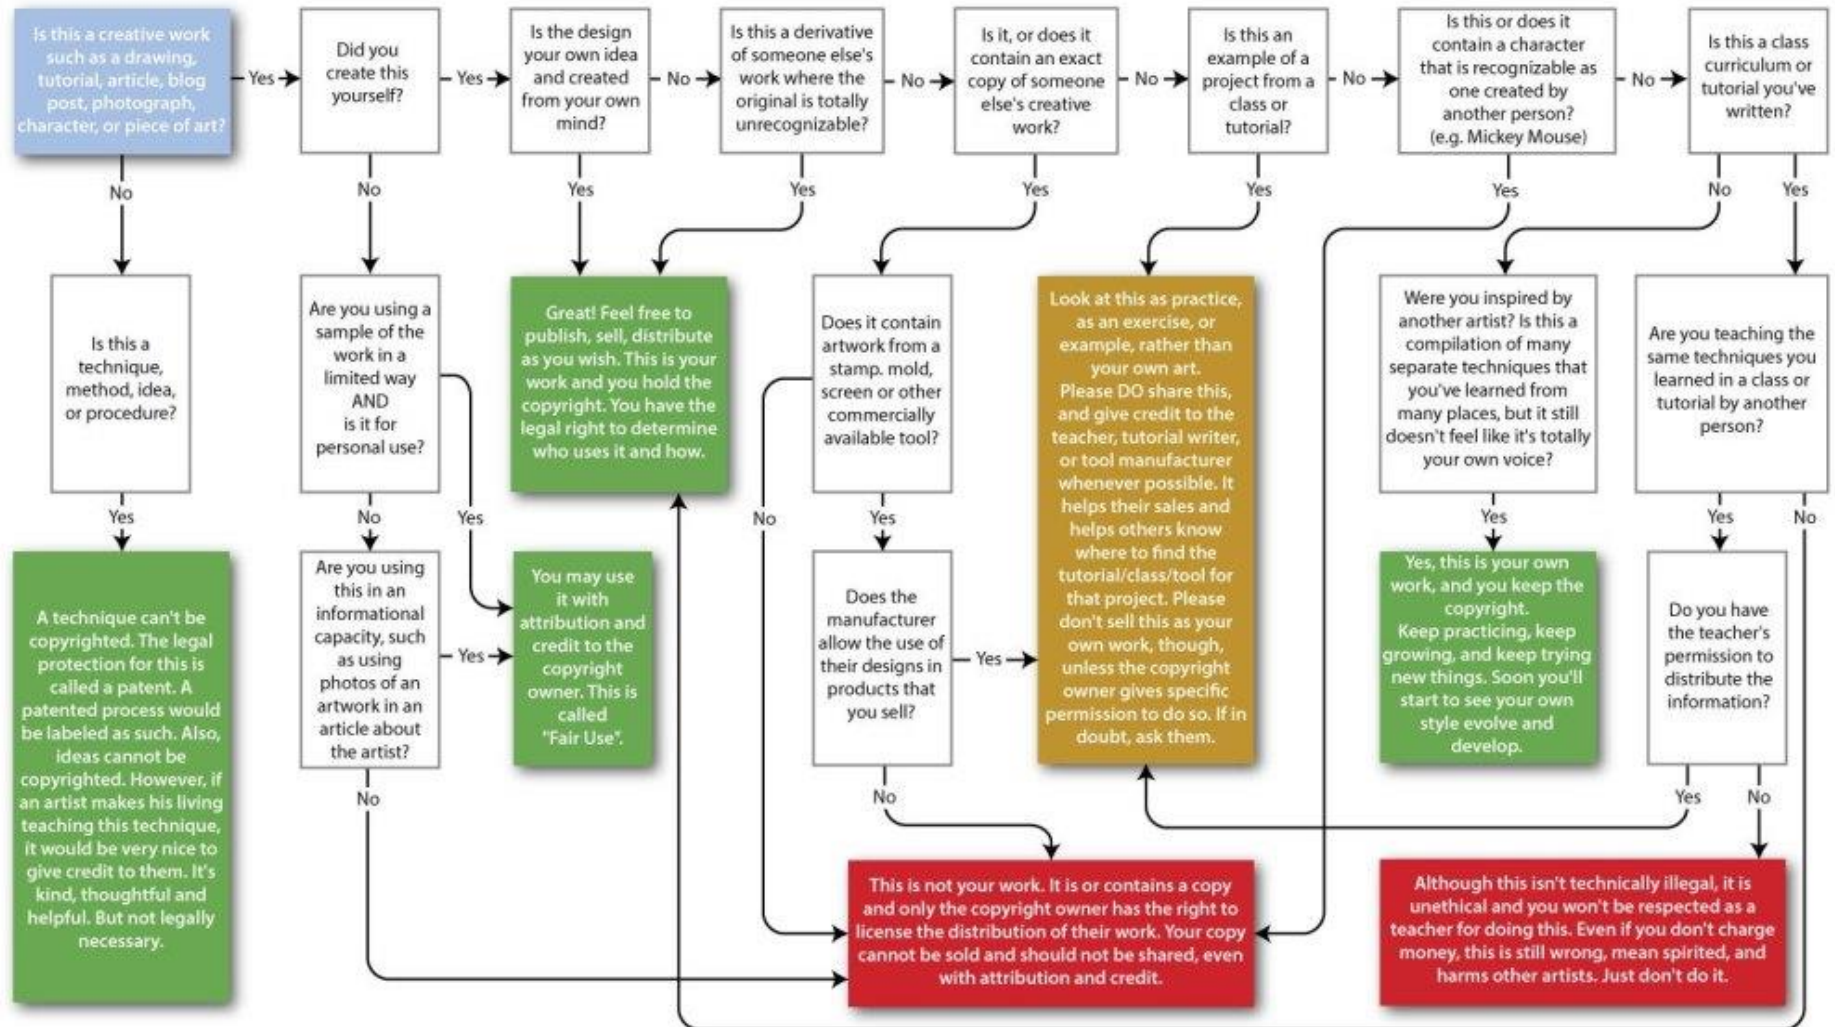 Is this a creative work
such as a drawing,
tutorial, article, blog
post, photograph,
character, or piece of art?
Yes
Did you
create this
yourself?
Yes
Is the design
your own idea
and created
from your own
mind?
No
Is this a derivative
of someone else's
work where the
original is totally
unrecognizable?
No
Is it, or does it
contain an exact
copy of someone
else's creative
work?
No
Is this an
example of a
project from a
class or
tutorial?
No
Is this or does it
contain a character
that is recognizable as
one created by
another person?
(e.g. Mickey Mouse)
No
Is this a class
curriculum or
tutorial you've
written?
No
No
Yes
Yes
Yes
Yes
Yes
No
Yes
Is this a
technique,
method, idea,
or procedure?
Are you using a
sample of the
work in a
limited way
AND
is it for
personal use?
Great! Feel free to
publish, sell, distribute
as you wish. This is your
work and you hold the
copyright. You have the
legal right to determine
who uses it and how.
Does it contain
artwork from a
stamp. mold,
screen or other
commercially
available tool?
Look at this as practice,
as an exercise, or
example, rather than
your own art.
Please DO share this,
and give credit to the
teacher, tutorial writer,
or tool manufacturer
whenever possible. It
helps their sales and
helps others know
where to find the
tutorial/class/tool for
that project. Please
don't sell this as your
own work, though,
unless the copyright
owner gives specific
permission to do so. If in
doubt, ask them.
Were you inspired by
another artist? Is this a
compilation of many
separate techniques that
you've learned from
many places, but it still
doesn't feel like it's totally
your own voice?
Are you teaching the
same techniques you
learned in a class or
tutorial by another
person?
Yes
No
Yes
No
Yes
Yes
Yes
No
A technique can't be
copyrighted. The legal
protection for this is
called a patent. A
patented process would
be labeled as such. Also,
ideas cannot be
copyrighted. However, if
an artist makes his living
teaching this technique,
it would be very nice to
give credit to them. It's
kind, thoughtful and
helpful. But not legally
necessary.
Are you using
this in an
informational
capacity, such
as using
photos of an
artwork in an
article about
the artist?
Yes
You may use
it with
attribution and
credit to the
copyright
owner. This is
called
"Fair Use".
Does the
manufacturer
allow the use of
their designs in
products that
you sell?
Yes
Yes, this is your own
work, and you keep the
copyright.
Keep practicing, keep
growing, and keep trying
new things. Soon you'll
start to see your own
style evolve and
develop.
Do you have
the teacher's
permission to
distribute the
information?
No
No
Yes
No
This is not your work. It is or contains a copy
and only the copyright owner has the right to
license the distribution of their work. Your copy
cannot be sold and should not be shared, even
with attribution and credit.
Although this isn't technically illegal, it is
unethical and you won't be respected as a
teacher for doing this. Even if you don't charge
money, this is still wrong, mean spirited, and
harms other artists. Just don't do it.